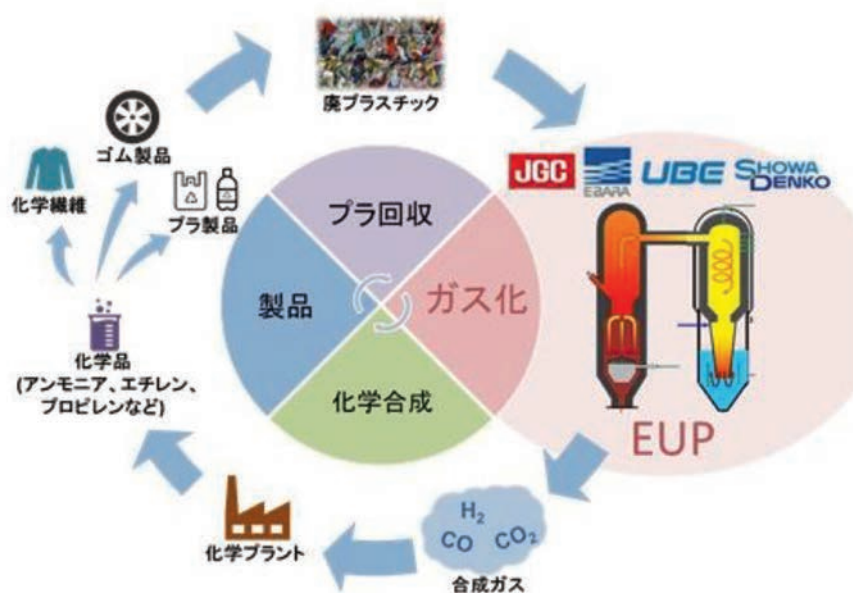 廃プラスチック
JGC
EBARA
UBE
SHOWA
DENKO
ゴム製品
化学繊維
プラ製品
プラ回収
製品
ガス化
化学合成
化学品
(アンモニア、エチレン、
プロピレンなど)
EUP
化学プラント
H₂
CO
CO₂
合成ガス